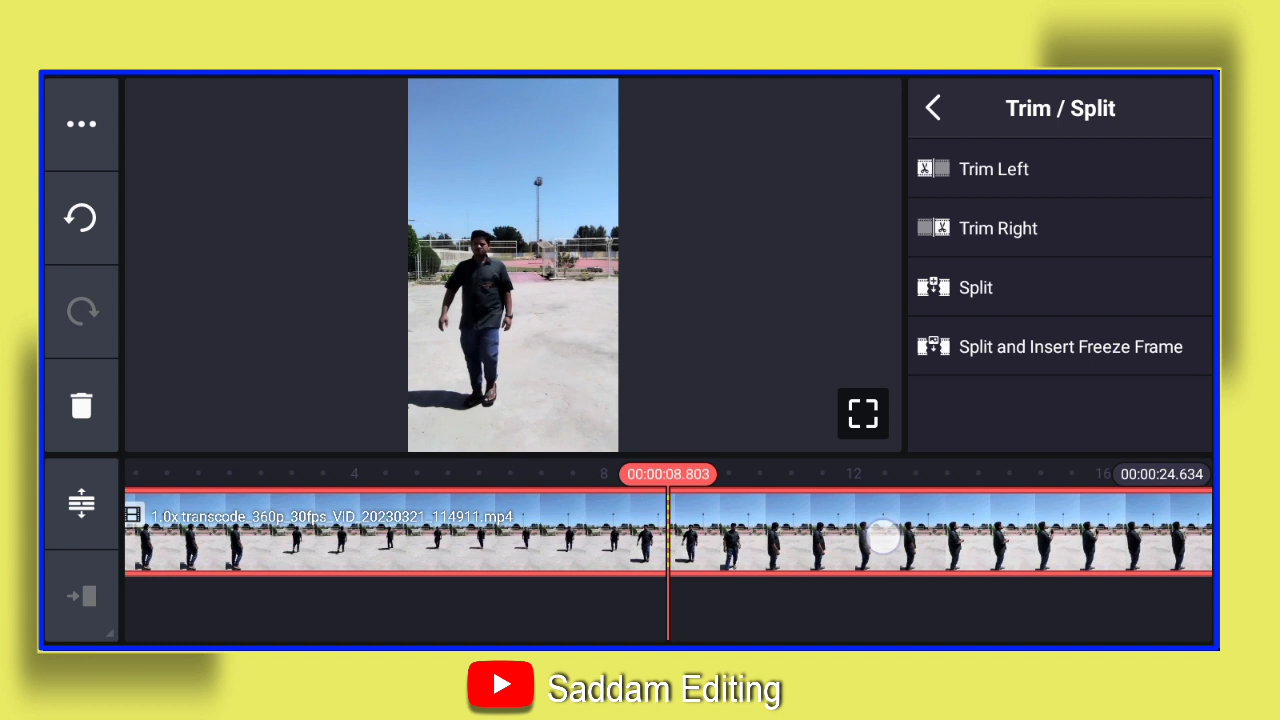 Trim / Split
Trim Left
Trim Right
Split
Split and Insert Freeze Frame
4
8
00:00:08.803
12
16
00:00:24.634
1.0x transcode_360p_30fps_VID_20230321_114911.mp4
Saddam Editing